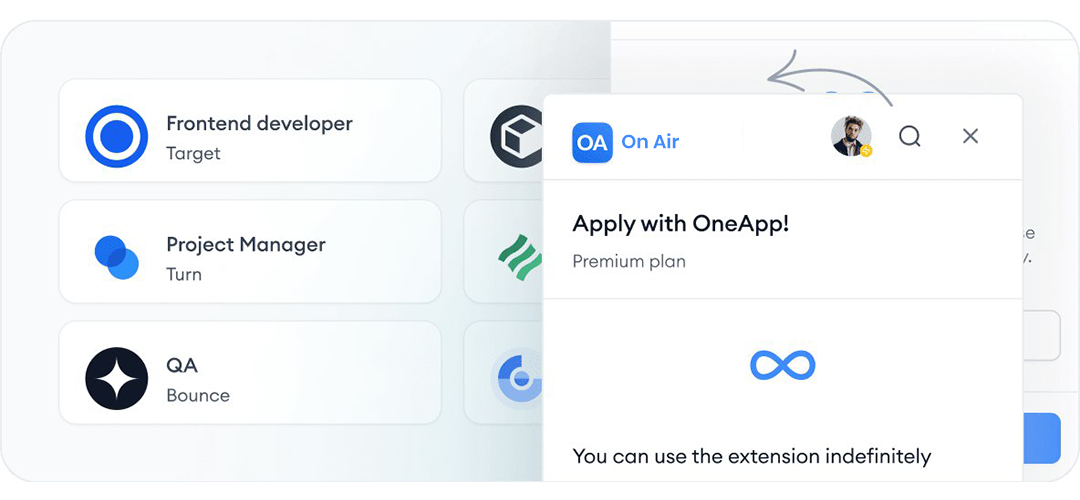 Frontend developer
Target
Project Manager
Turn
QA
Bounce
OA On Air
Apply with OneApp!
Premium plan
You can use the extension indefinitely